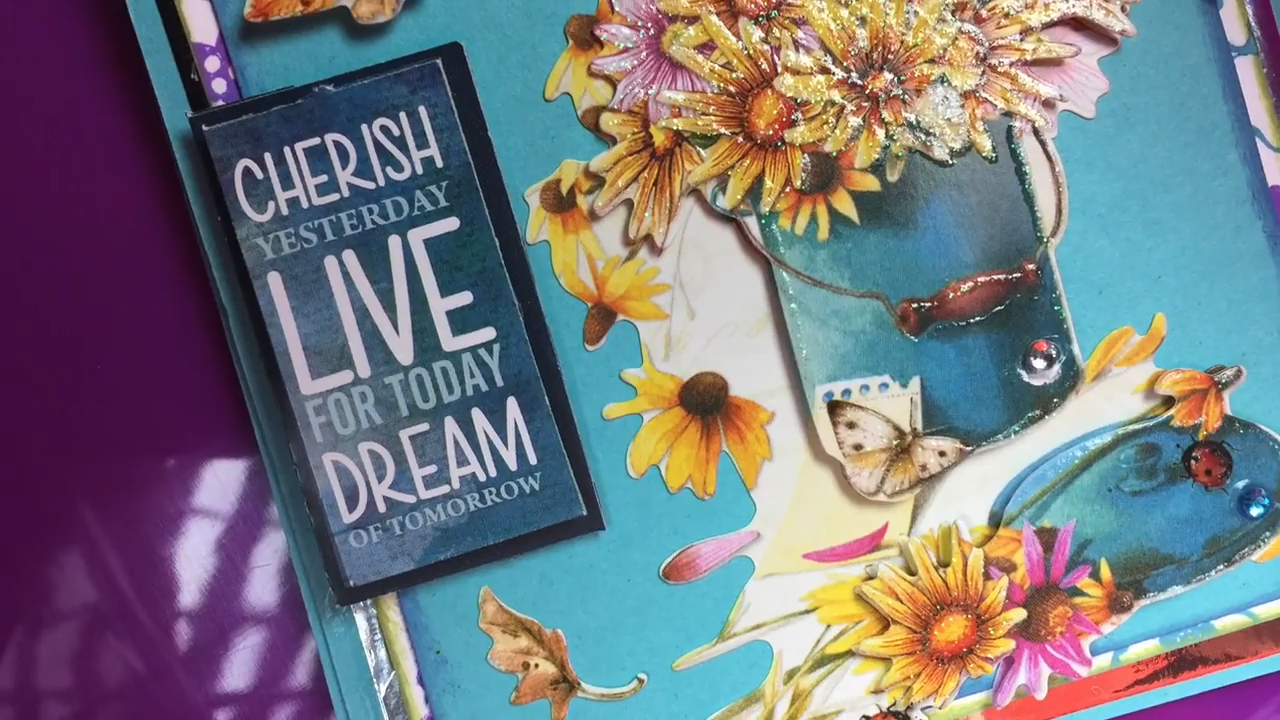 CHERISH
YESTERDAY
LIVE
FOR TODAY
DREAM
OF TOMORROW